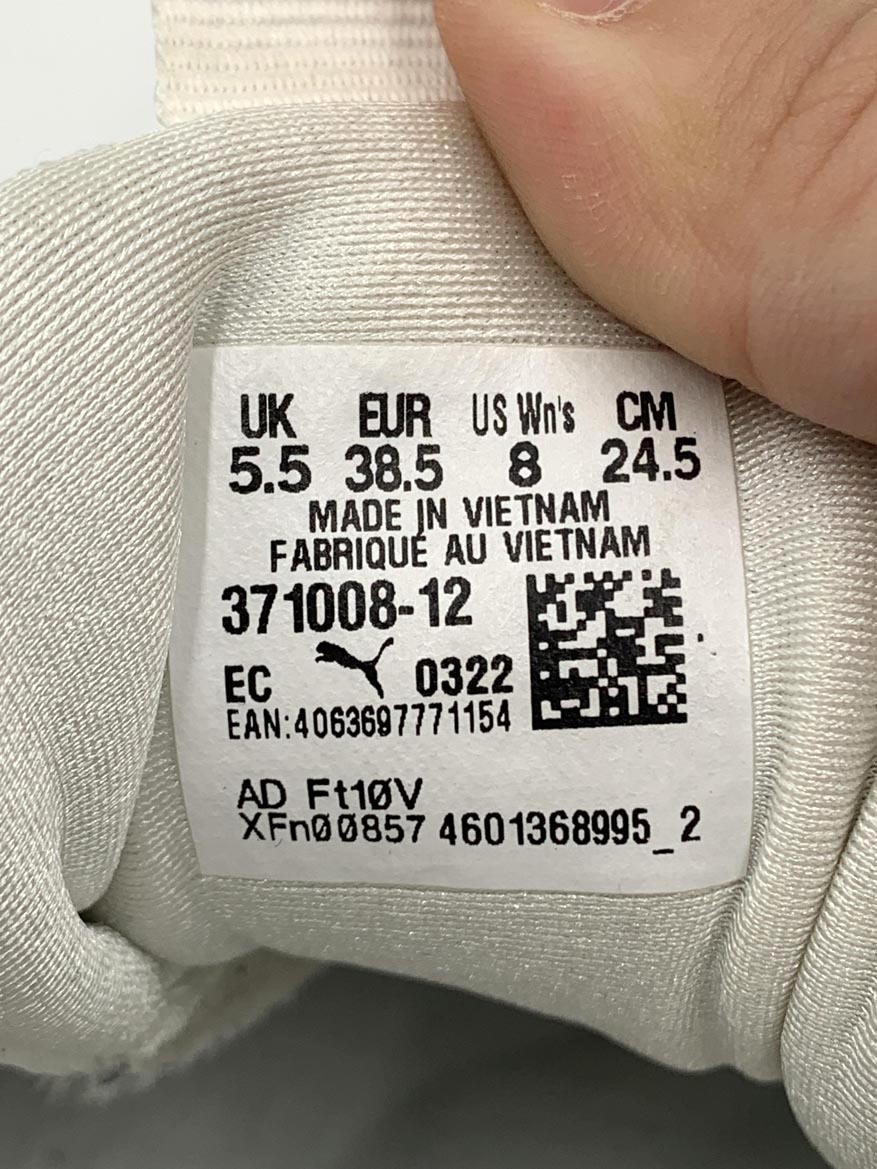 UK EUR US Wn's CM
5.5 38.5 8 24.5
MADE IN VIETNAM
FABRIQUÉ AU VIETNAM
371008-12
EC 0322
EAN:4063697771154
AD Ft10V
XFn00857 4601368995_2